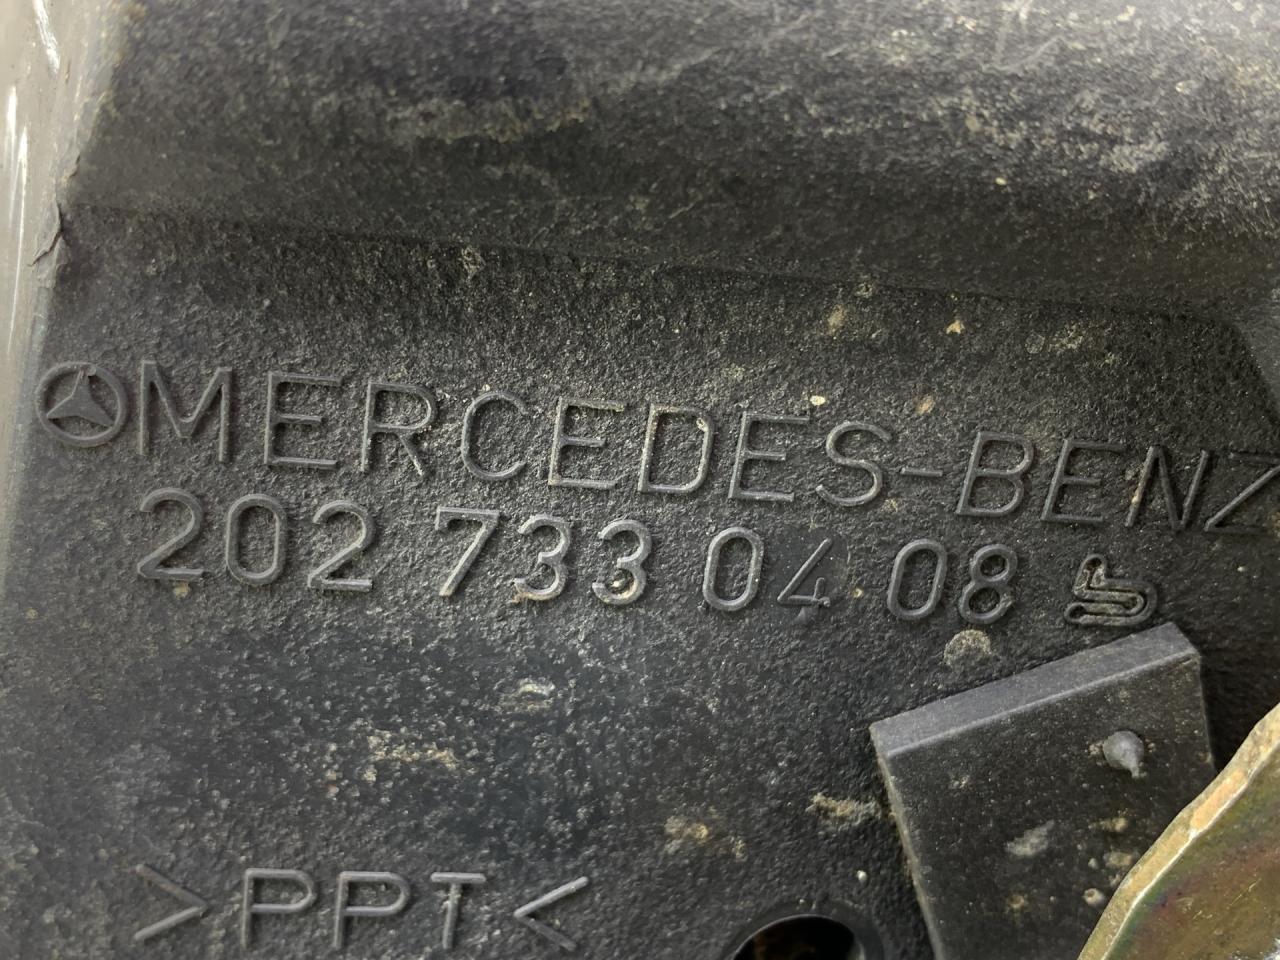 MERCEDES-BENZ
202 733 04 08
>PPT<